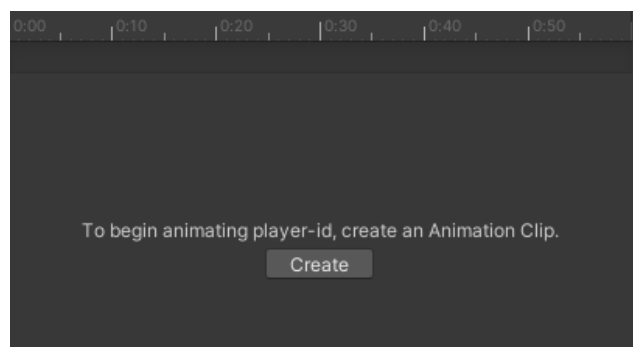 0:00 0:10 0:20 0:30 0:40 0:50
To begin animating player-id, create an Animation Clip.
Create